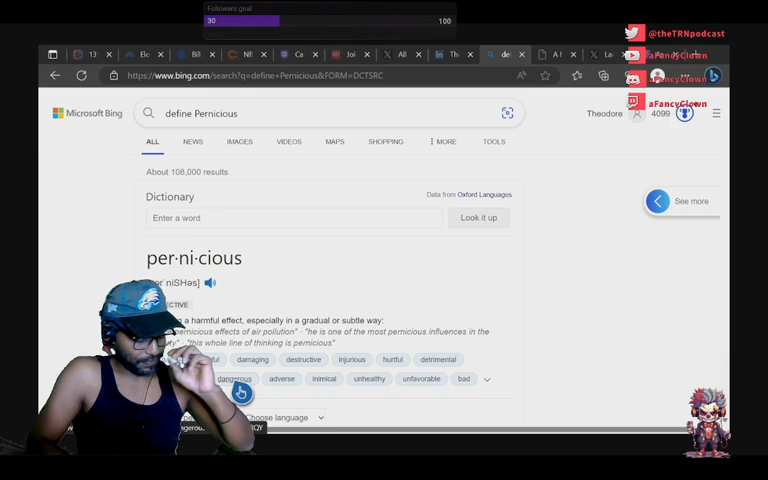 Followers goal
30 100
@theTRNpodcast
13 Elo Bill Ca Joi All Th de A N La
aFancyClown
https://www.bing.com/search?q=define+Pernicious&FORM=DCTSRC
aFancyClown
aFancyClown
Microsoft Bing
define Pernicious
Theodore
4099
ALL NEWS IMAGES VIDEOS MAPS SHOPPING MORE TOOLS
About 108,000 results
Dictionary
Data from Oxford Languages
Enter a word
Look it up
See more
per·ni·cious
niSHəs]
ECTIVE
a harmful effect, especially in a gradual or subtle way:
pernicious effects of air pollution" · "he is one of the most pernicious influences in the
"this whole line of thinking is pernicious"
damaging destructive injurious hurtful detrimental
dangerous adverse inimical unhealthy unfavorable bad
Choose language